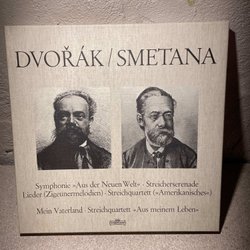 DVOŘÁK / SMETANA
Symphonie »Aus der Neuen Welt« · Streicherserenade
Lieder (Zigeunermelodien) · Streichquartett (»Amerikanisches«)
Mein Vaterland · Streichquartett »Aus meinem Leben«